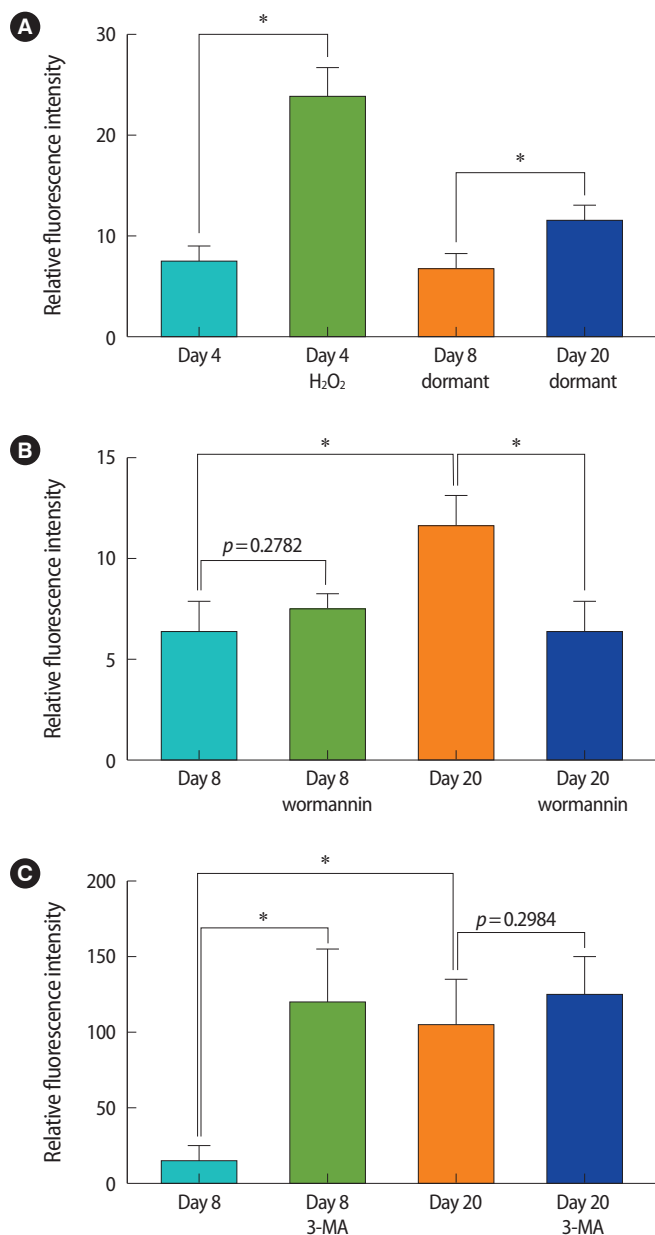 A
Relative fluorescence intensity
30
20
10
0
*
*
Day 4
Day 4
H₂O₂
Day 8
dormant
Day 20
dormant
B
Relative fluorescence intensity
15
10
5
0
*
*
p=0.2782
Day 8
Day 8
wormannin
Day 20
Day 20
wormannin
C
Relative fluorescence intensity
200
150
100
50
0
*
*
p=0.2984
Day 8
Day 8
3-MA
Day 20
Day 20
3-MA